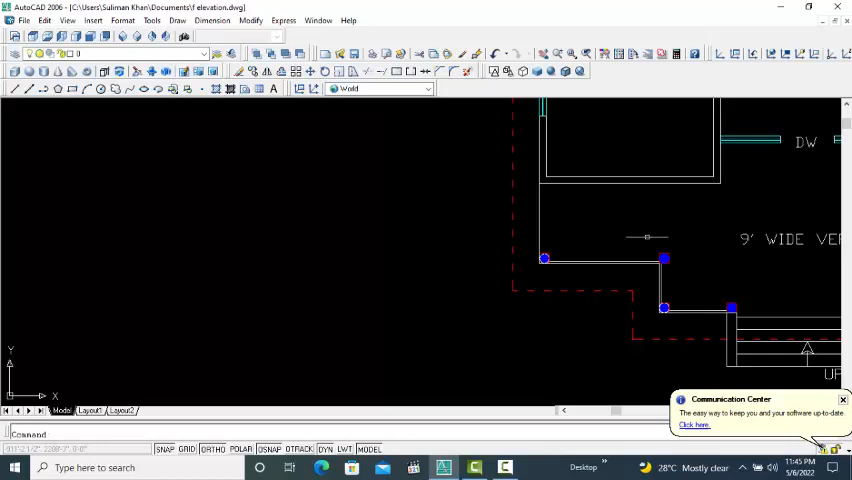 AutoCAD 2006 - [C:\Users\Suliman Khan\Documents\f elevation.dwg]
File Edit View Insert Format Tools Draw Dimension Modify Express Window Help
0
World
DW
9' WIDE VER
UP
Y
X
Model Layout1 Layout2
Communication Center
The easy way to keep you and your software up-to-date.
Click here.
Command
SNAP GRID ORTHO POLAR OSNAP OTRACK DYN LWT MODEL
Type here to search
Desktop
28°C Mostly clear
11:45 PM
5/6/2022